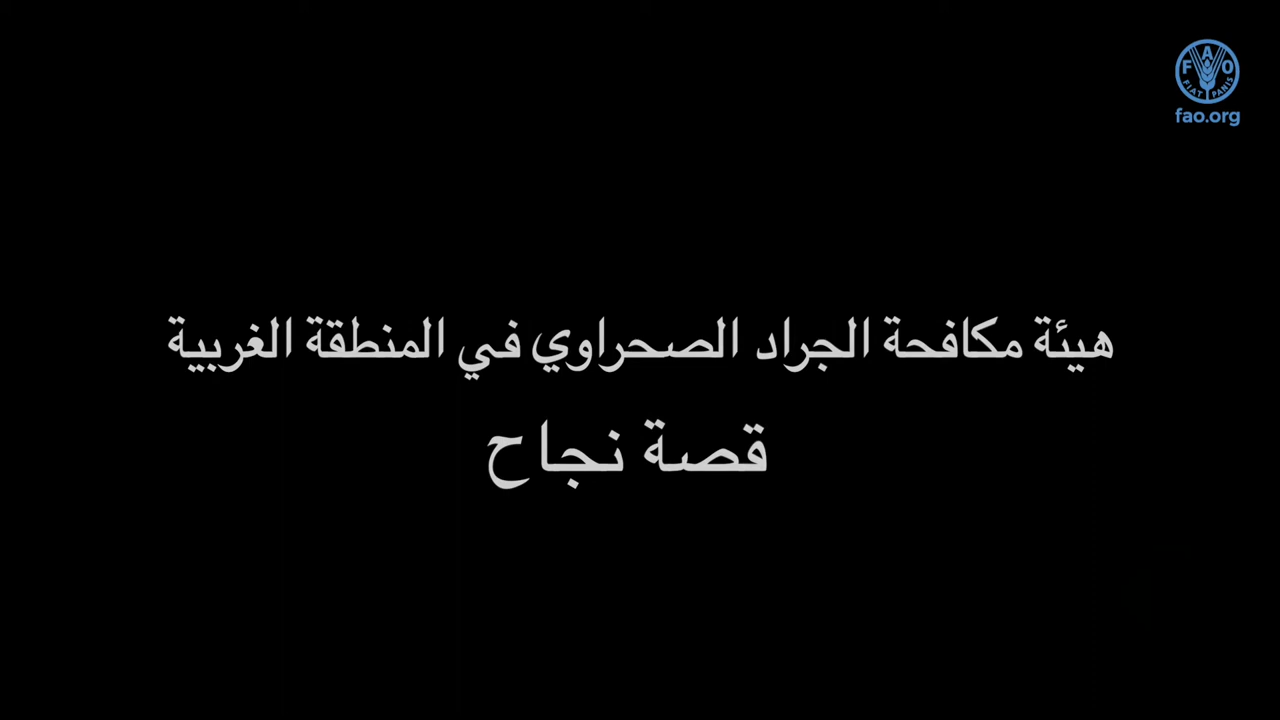 FAO
FIAT PANIS
fao.org
هيئة مكافحة الجراد الصحراوي في المنطقة الغربية
قصة نجاح